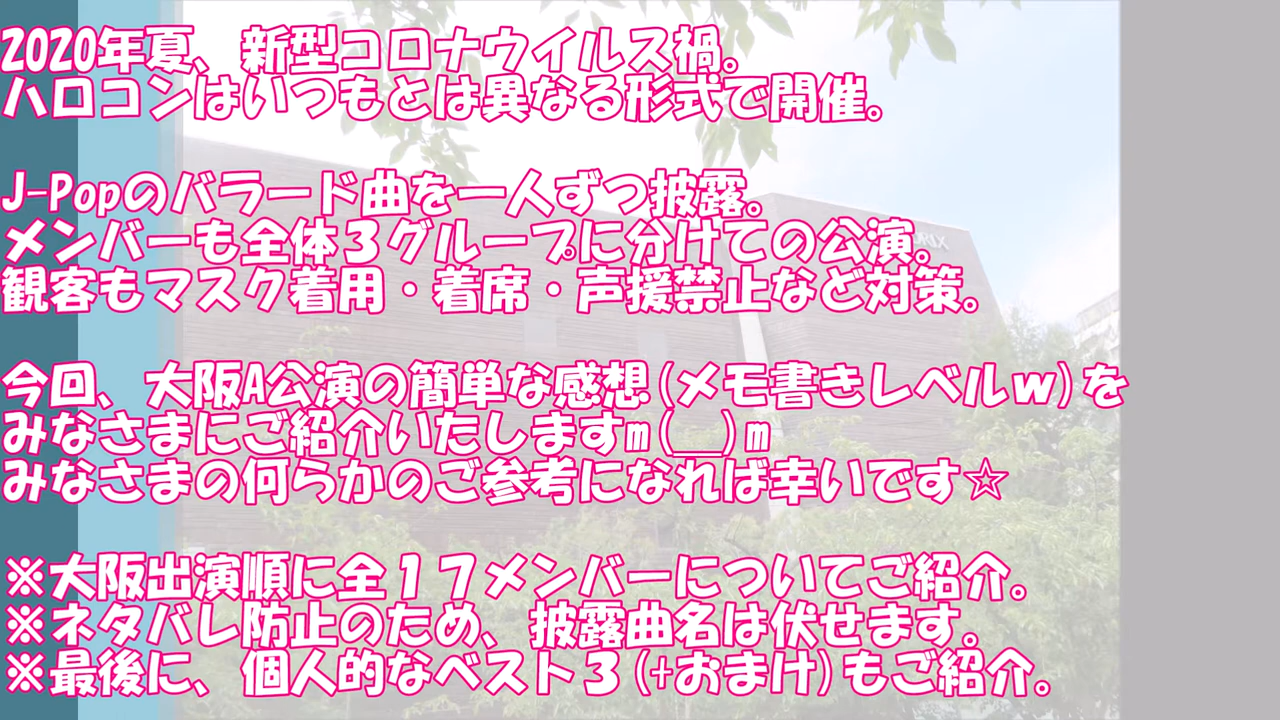 2020年夏、新型コロナウイルス禍。
ハロコンはいつもとは異なる形式で開催。
J-Popのバラード曲を一人ずつ披露。
メンバーも全体３グループに分けての公演。
観客もマスク着用・着席・声援禁止など対策。
今回、大阪A公演の簡単な感想(メモ書きレベルｗ)を
みなさまにご紹介いたしますm(__)m
みなさまの何らかのご参考になれば幸いです☆
※大阪出演順に全１７メンバーについてご紹介。
※ネタバレ防止のため、披露曲名は伏せます。
※最後に、個人的なベスト３(+おまけ)もご紹介。